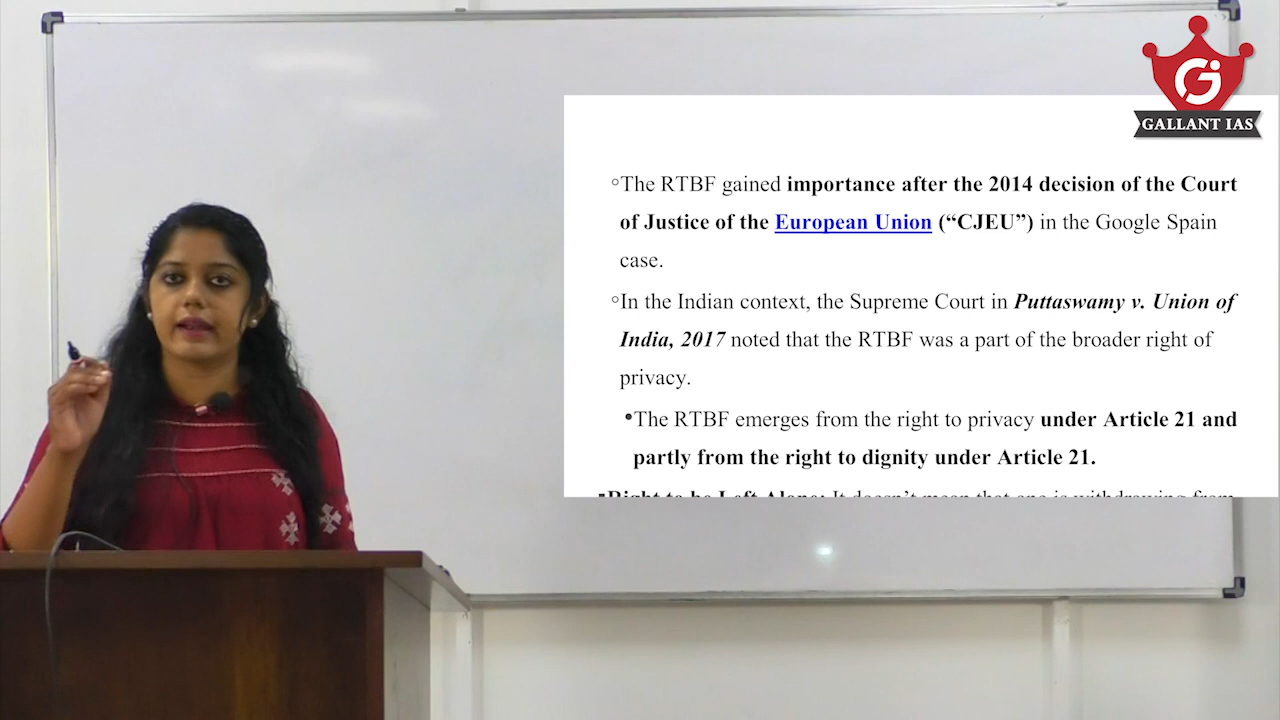 GALLANT IAS
◦The RTBF gained importance after the 2014 decision of the Court
of Justice of the European Union (“CJEU”) in the Google Spain
case.
◦In the Indian context, the Supreme Court in Puttaswamy v. Union of
India, 2017 noted that the RTBF was a part of the broader right of
privacy.
•The RTBF emerges from the right to privacy under Article 21 and
partly from the right to dignity under Article 21.
▪Right to be Left Alone: It doesn’t mean that one is withdrawing from